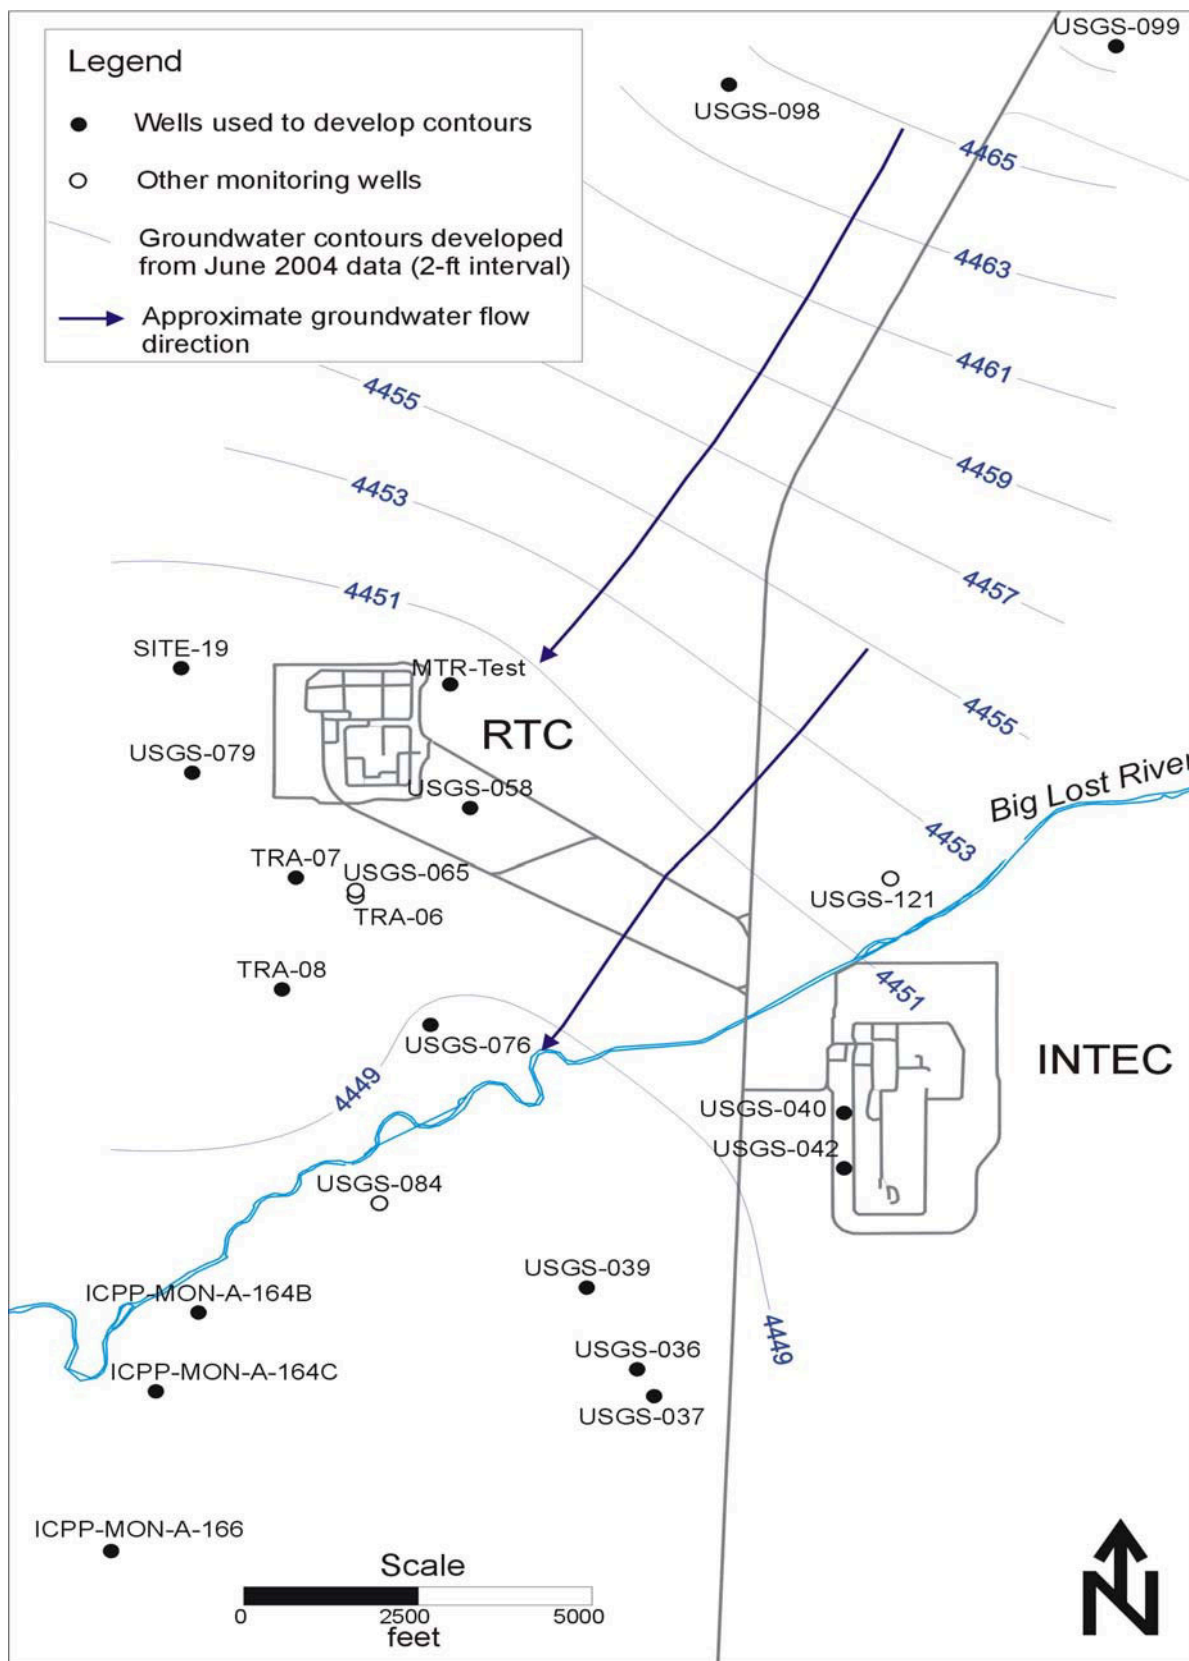 Legend
Wells used to develop contours
Other monitoring wells
Groundwater contours developed
from June 2004 data (2-ft interval)
Approximate groundwater flow
direction
USGS-099
USGS-098
4465
4463
4461
4459
4457
4455
4453
4451
4455
4453
4451
4449
4449
SITE-19
MTR-Test
RTC
USGS-079
USGS-058
Big Lost River
TRA-07
USGS-065
TRA-06
USGS-121
TRA-08
USGS-076
INTEC
USGS-040
USGS-042
USGS-084
USGS-039
ICPP-MON-A-164B
USGS-036
ICPP-MON-A-164C
USGS-037
ICPP-MON-A-166
Scale
0 2500 5000
feet
N